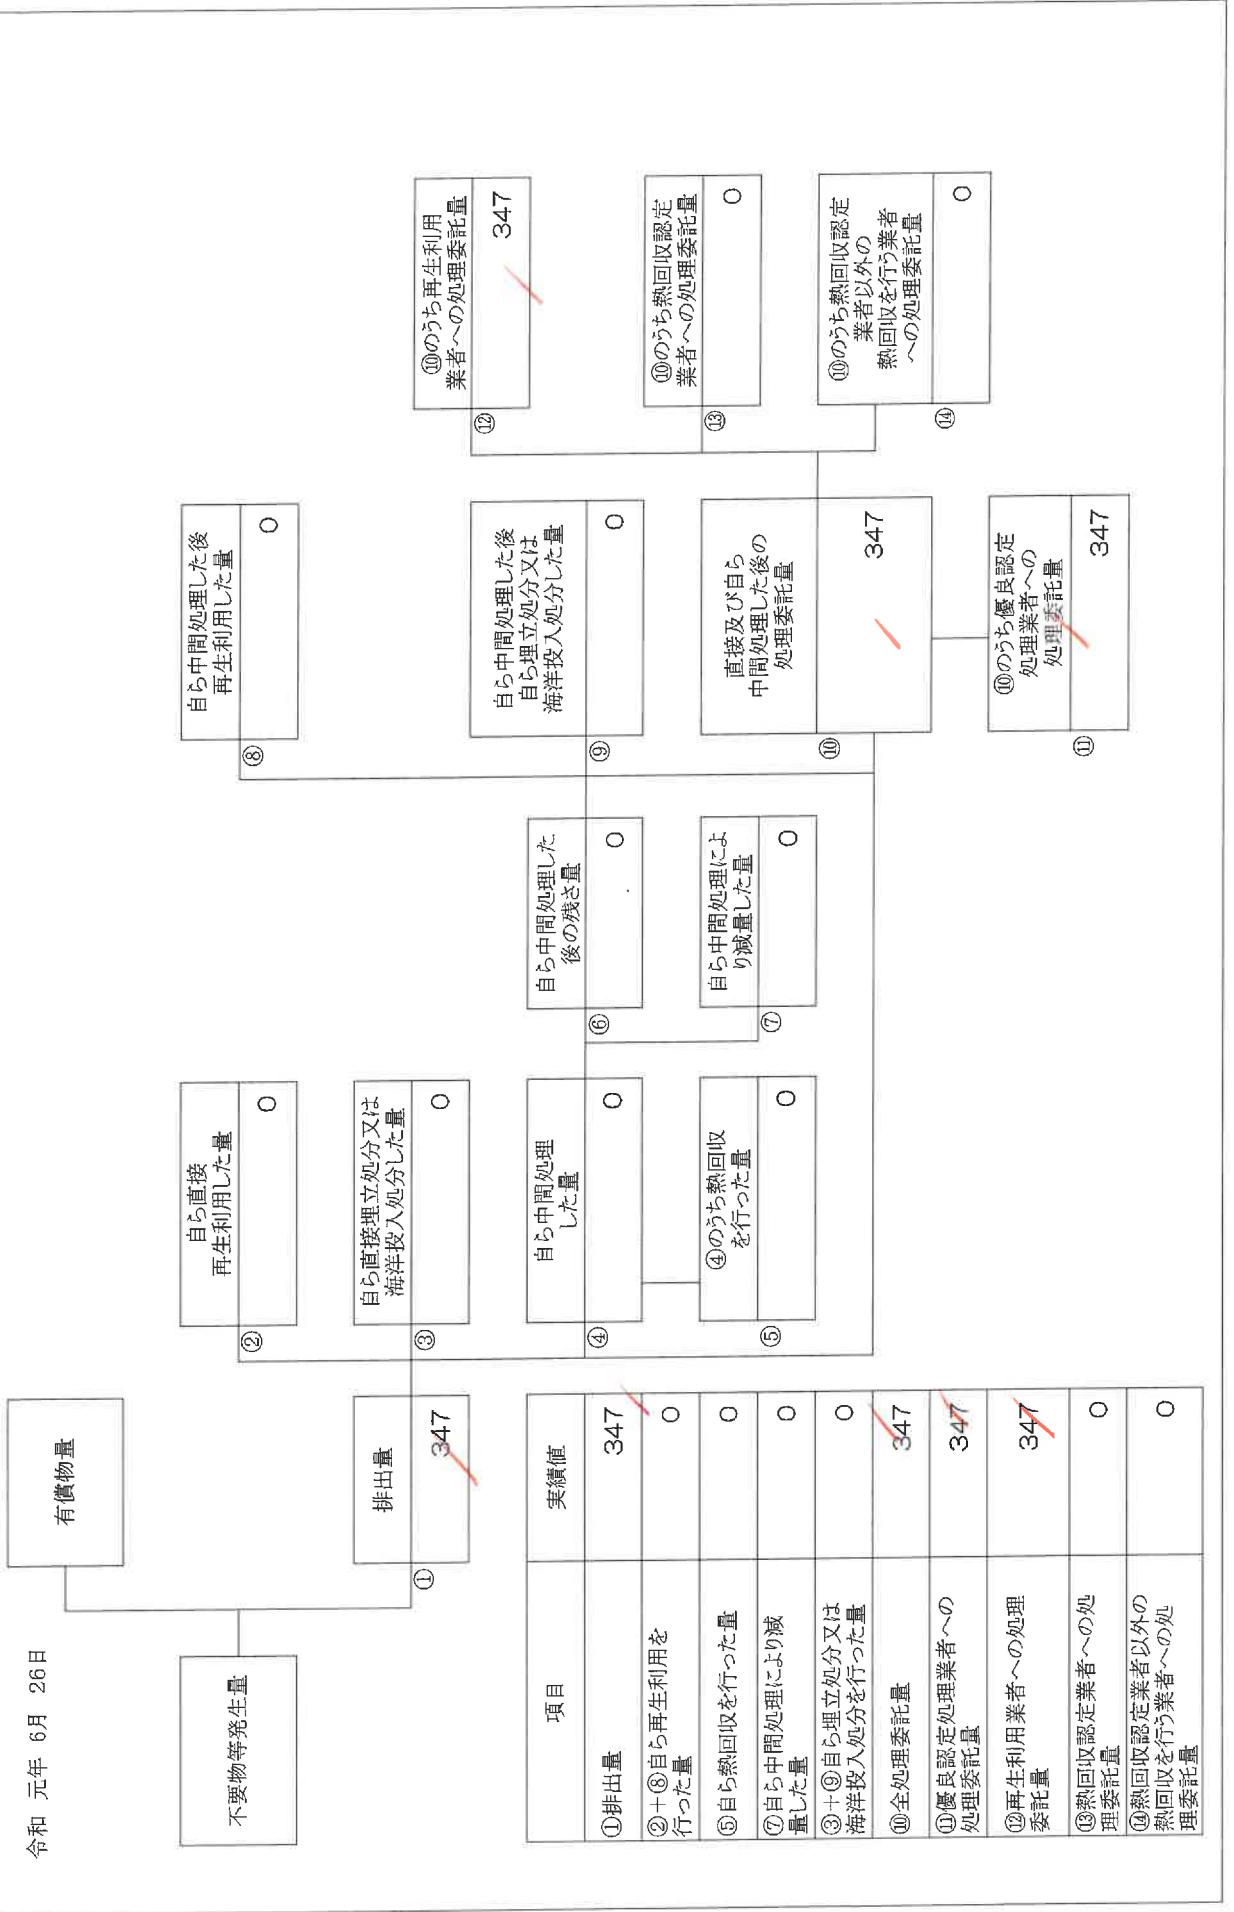 令和 元年 6月 26日
不要物等発生量
有償物量
①
排出量
347
②
自ら直接
再生利用した量
0
③
自ら直接埋立処分又は
海洋投入処分した量
0
④
自ら中間処理
した量
0
⑤
④のうち熱回収
を行った量
0
⑥
自ら中間処理した
後の残さ量
0
⑦
自ら中間処理によ
り減量した量
0
⑧
自ら中間処理した後
再生利用した量
0
⑨
自ら中間処理した後
自ら埋立処分又は
海洋投入処分した量
0
⑩
直接及び自ら
中間処理した後の
処理委託量
347
⑪
⑩のうち優良認定
処理業者への
処理委託量
347
⑫
⑩のうち再生利用
業者への処理委託量
347
⑬
⑩のうち熱回収認定
業者への処理委託量
0
⑭
⑩のうち熱回収認定
業者以外の
熱回収を行う業者
への処理委託量
0
項目 実績値
①排出量 347
②+⑧自ら再生利用を
行った量 0
⑤自ら熱回収を行った量 0
⑦自ら中間処理により減
量した量 0
③+⑨自ら埋立処分又は
海洋投入処分を行った量 0
⑩全処理委託量 347
⑪優良認定処理業者への
処理委託量 347
⑫再生利用業者への処理
委託量 347
⑬熱回収認定業者への処
理委託量 0
⑭熱回収認定業者以外の
熱回収を行う業者への処
理委託量 0